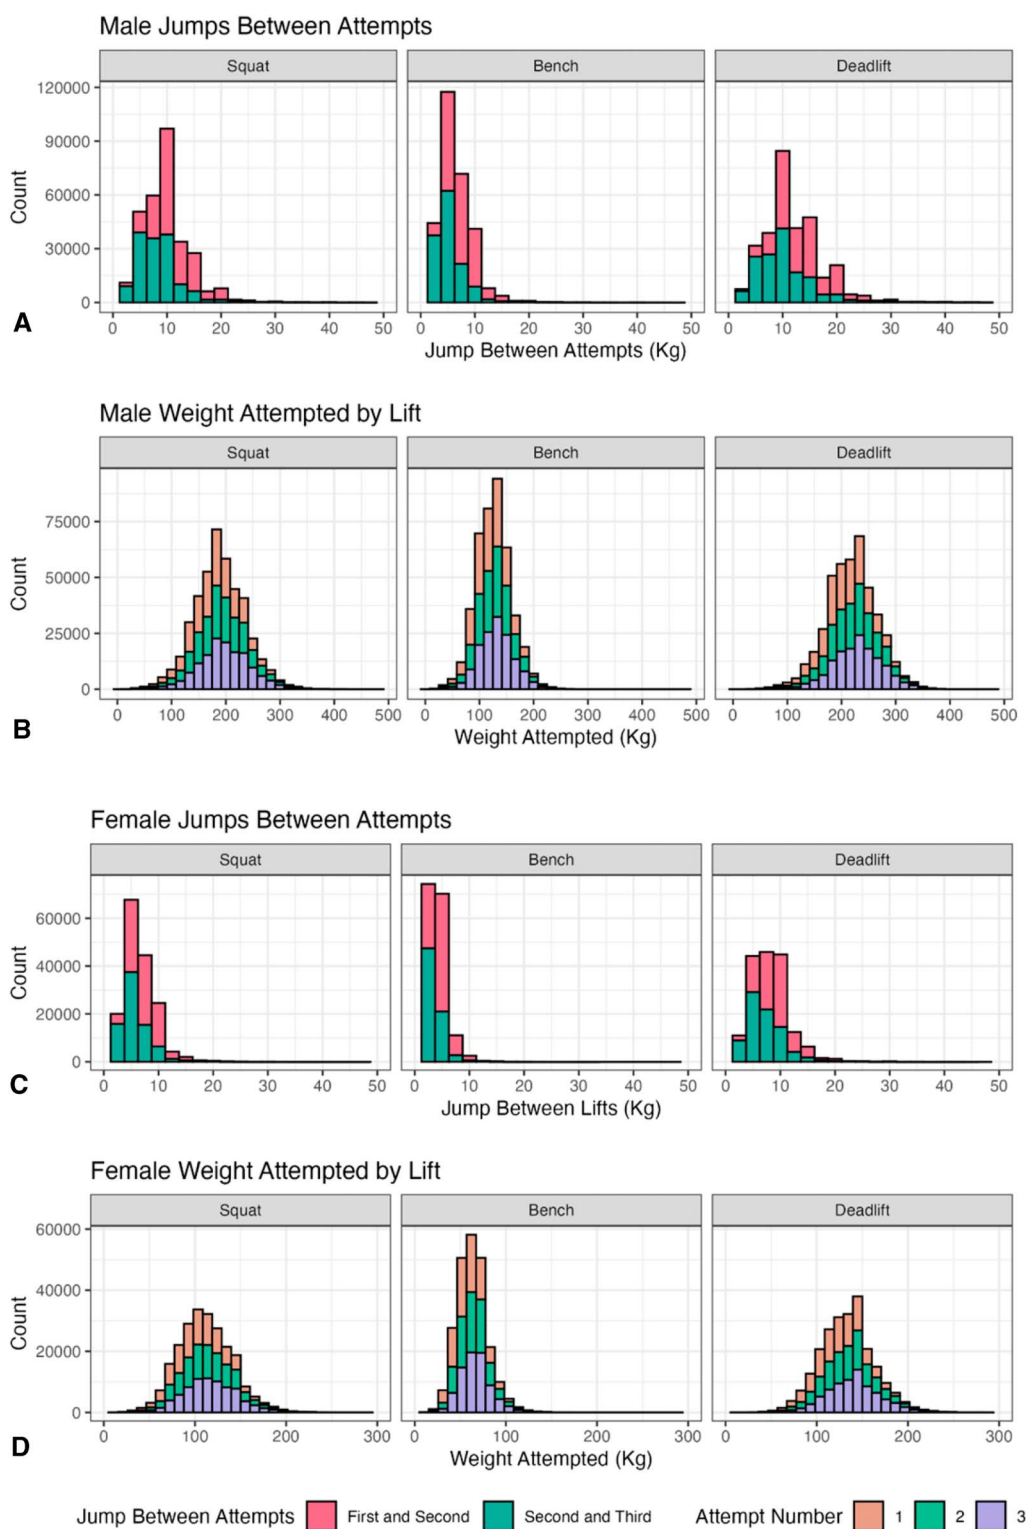 Male Jumps Between Attempts
Squat Bench Deadlift
120000
90000
60000
30000
0
Count
0 10 20 30 40 50 0 10 20 30 40 50 0 10 20 30 40 50
A
Jump Between Attempts (Kg)
Male Weight Attempted by Lift
Squat Bench Deadlift
75000
50000
25000
0
Count
0 100 200 300 400 500 0 100 200 300 400 500 0 100 200 300 400 500
B
Weight Attempted (Kg)
Female Jumps Between Attempts
Squat Bench Deadlift
60000
40000
20000
0
Count
0 10 20 30 40 50 0 10 20 30 40 50 0 10 20 30 40 50
C
Jump Between Lifts (Kg)
Female Weight Attempted by Lift
Squat Bench Deadlift
60000
40000
20000
0
Count
0 100 200 300 0 100 200 300 0 100 200 300
D
Weight Attempted (Kg)
Jump Between Attempts First and Second Second and Third Attempt Number 1 2 3